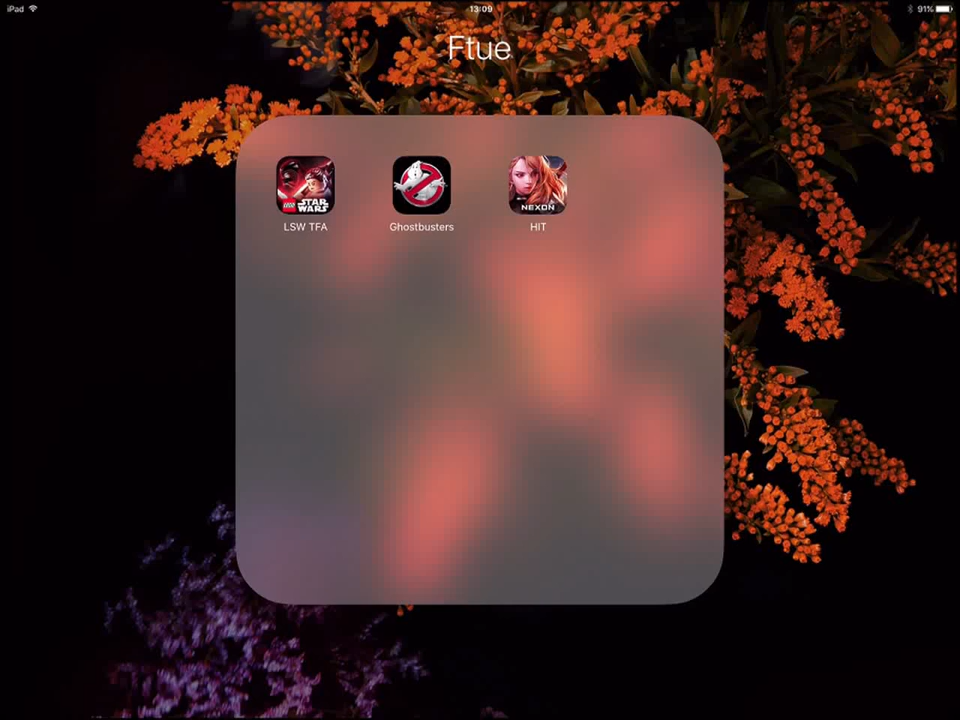 iPad 13:09 91%
Ftue
LEGO STAR WARS
NEXON
LSW TFA Ghostbusters HIT